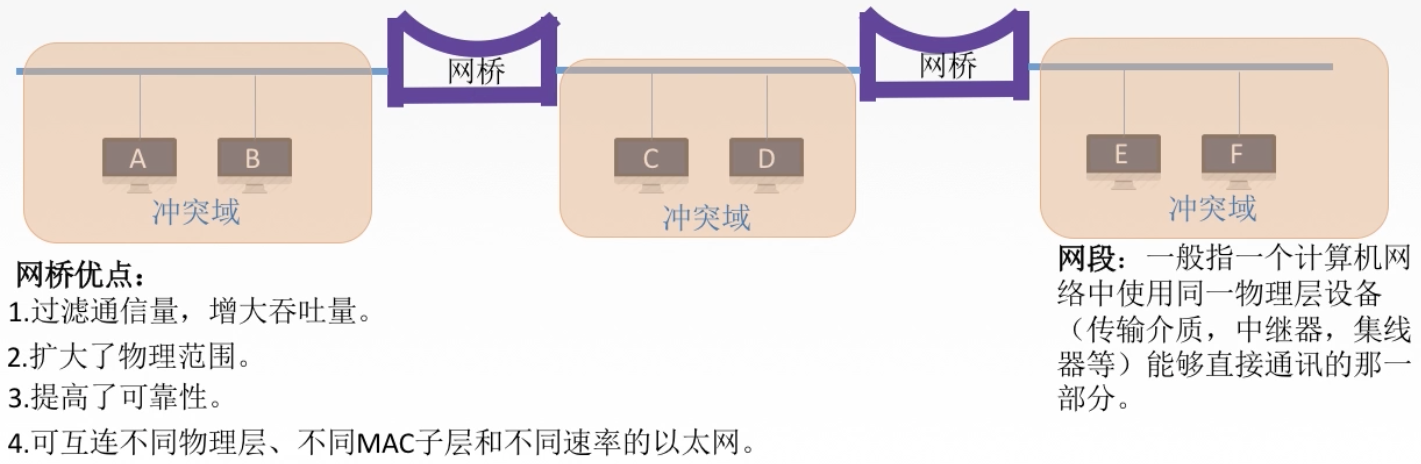 网桥
网桥
A
B
C
D
E
F
冲突域
冲突域
冲突域
网桥优点：
1.过滤通信量，增大吞吐量。
2.扩大了物理范围。
3.提高了可靠性。
4.可互连不同物理层、不同MAC子层和不同速率的以太网。
网段：一般指一个计算机网
络中使用同一物理层设备
（传输介质，中继器，集线
器等）能够直接通讯的那一
部分。